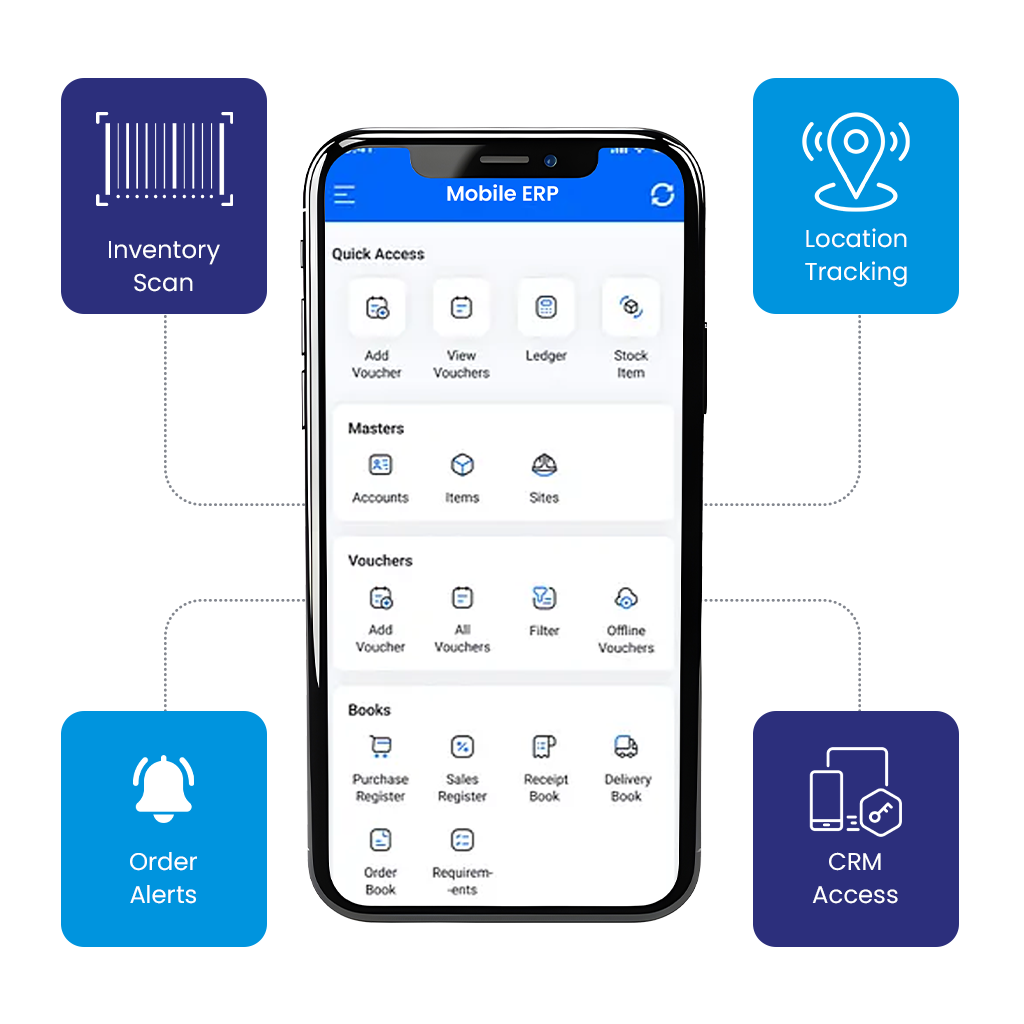 Inventory
Scan
Location
Tracking
Mobile ERP
Quick Access
Add
Voucher
View
Vouchers
Ledger
Stock
Item
Masters
Accounts
Items
Sites
Vouchers
Add
Voucher
All
Vouchers
Filter
Offline
Vouchers
Books
Purchase
Register
Sales
Register
Receipt
Book
Delivery
Book
Order
Book
Requirem-
-ents
Order
Alerts
CRM
Access